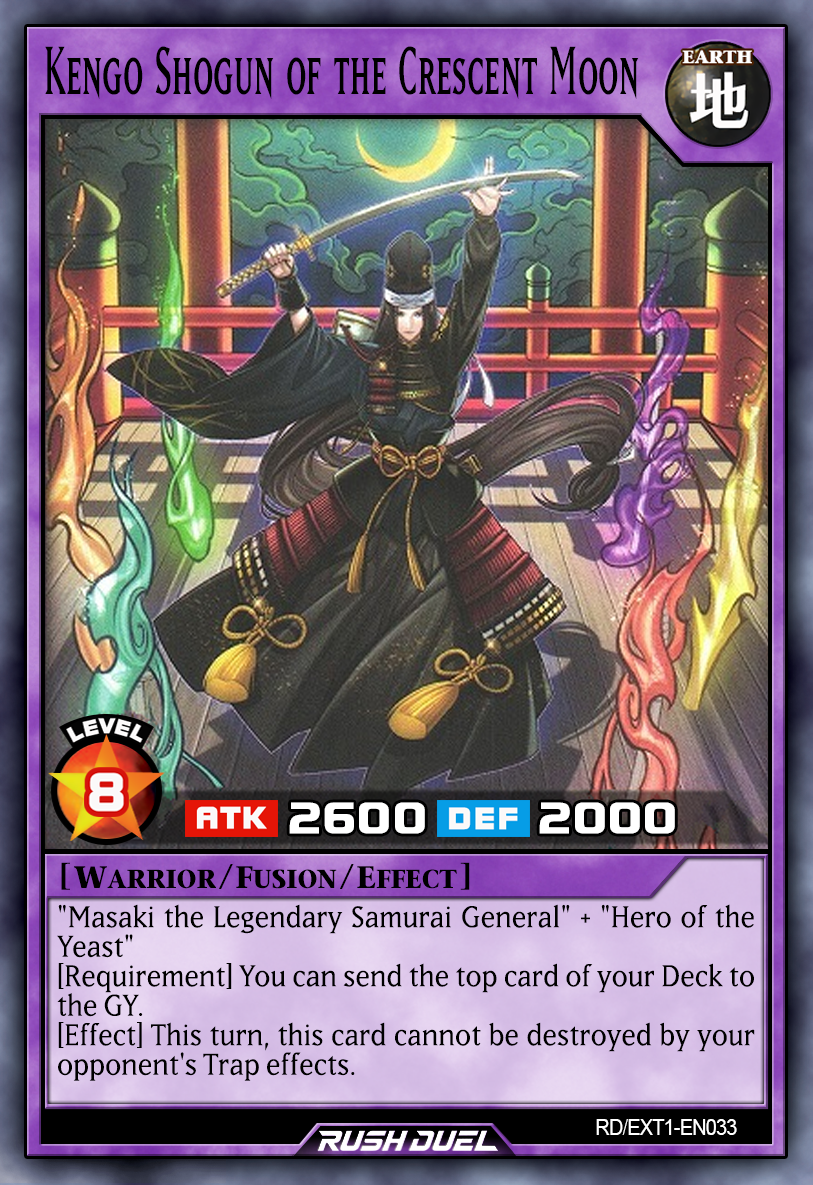 Kengo Shogun of the Crescent Moon
EARTH
地
LEVEL
8
ATK 2600 DEF 2000
[Warrior/Fusion/Effect]
"Masaki the Legendary Samurai General" + "Hero of the
Yeast"
[Requirement] You can send the top card of your Deck to
the GY.
[Effect] This turn, this card cannot be destroyed by your
opponent's Trap effects.
RD/EXT1-EN033
RUSH DUEL